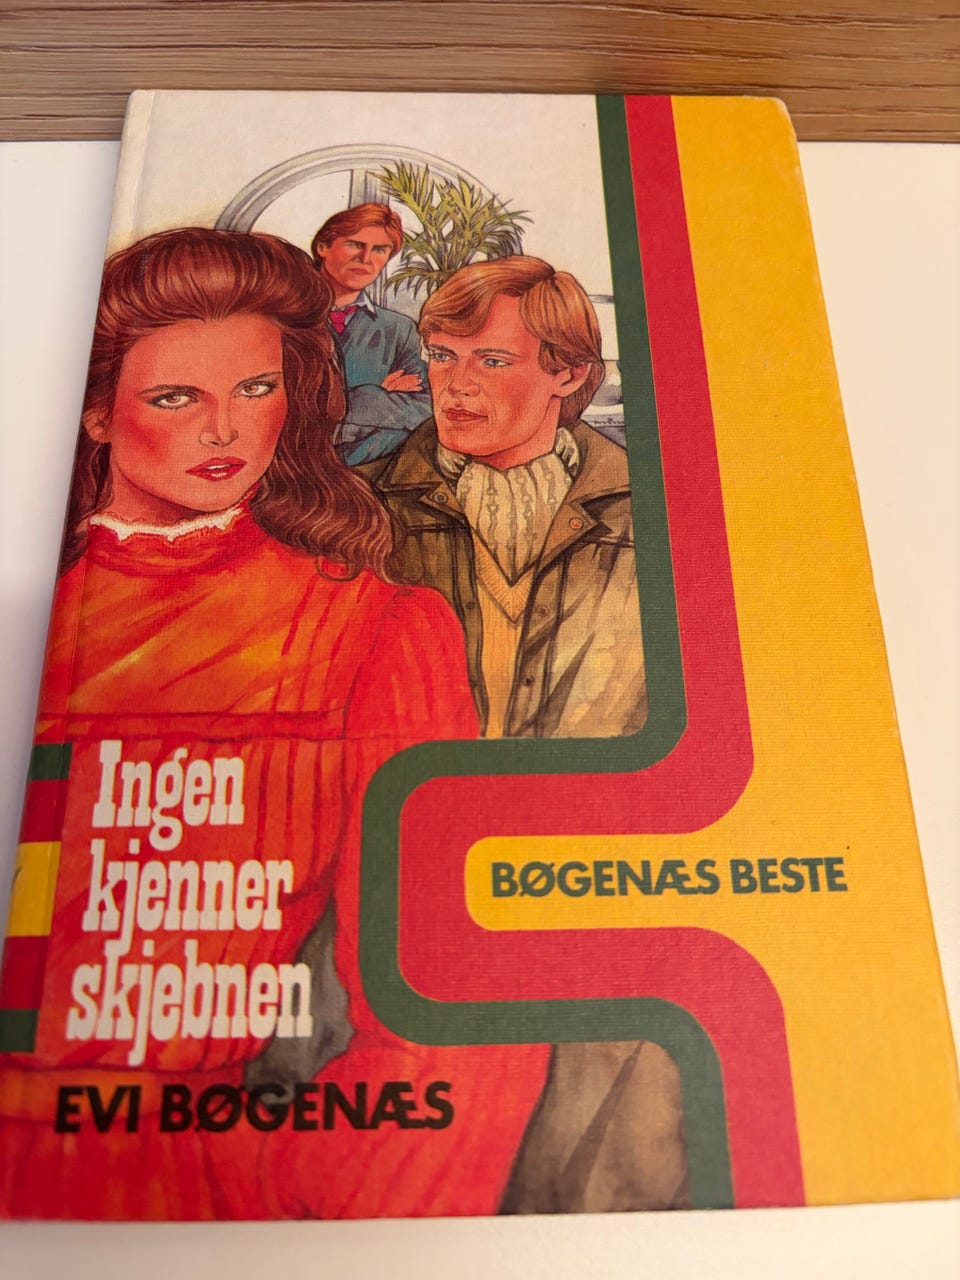 Ingen
kjenner
skjebnen
EVI BØGENÆS
BØGENÆS BESTE